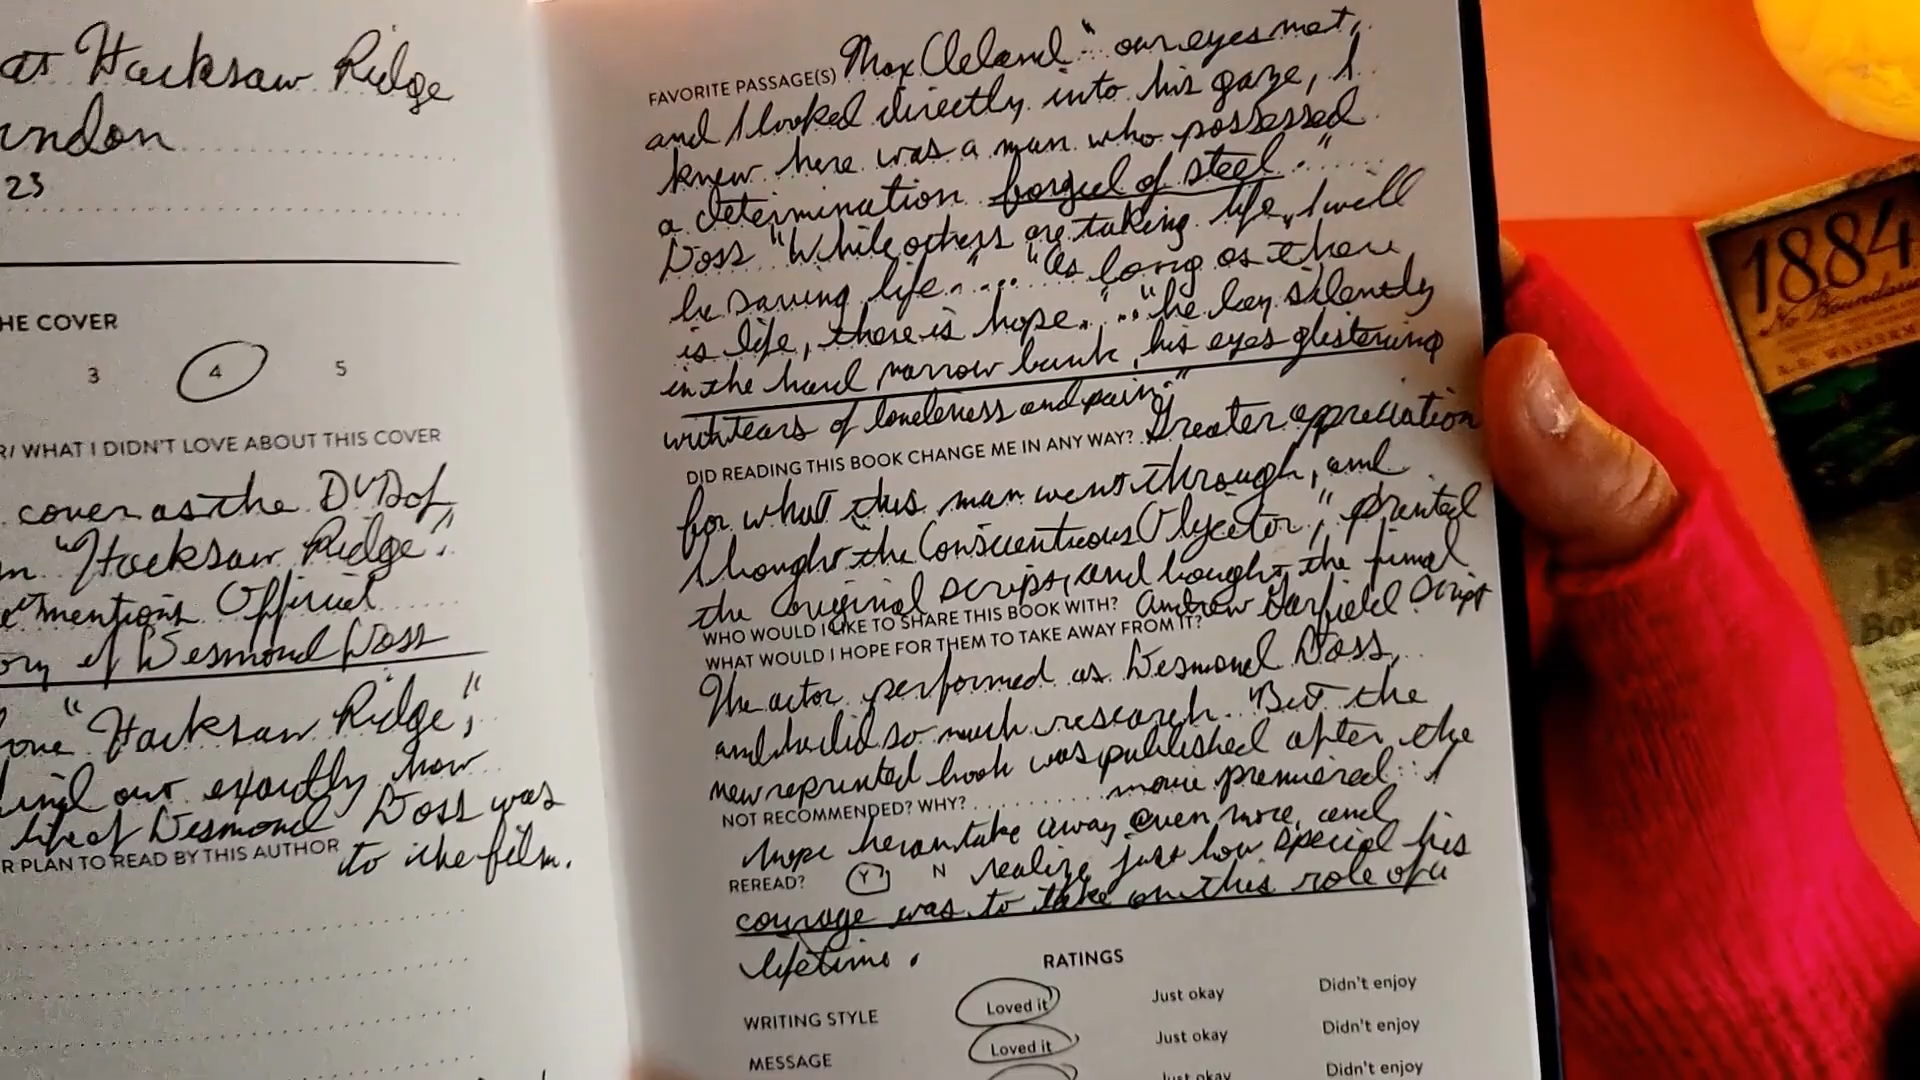 at Hacksaw Ridge
undon
23
HE COVER
3 4 5
R/ WHAT I DIDN'T LOVE ABOUT THIS COVER
cover as the DVD of
"Hacksaw Ridge".
mentions Official
ory of Desmond Doss
"Hacksaw Ridge,"
find out exactly how
life of Desmond Doss was
R PLAN TO READ BY THIS AUTHOR to the film.
FAVORITE PASSAGE(S) Max Cleland "our eyes met,
and I looked directly into his gaze, I
knew here was a man who possessed
a determination forged of steel."
Doss "While others are taking life, I will
be saving life." ... "As long as there
is life, there is hope." ... "he lay silently
in the hard narrow bunk, his eyes glistening
with tears of loneliness and pain."
DID READING THIS BOOK CHANGE ME IN ANY WAY? Greater appreciation
for what this man went through, and
I bought "the Conscientious Objector," printed
the original script, and bought the final
script
WHO WOULD I LIKE TO SHARE THIS BOOK WITH? Andrew Garfield
WHAT WOULD I HOPE FOR THEM TO TAKE AWAY FROM IT?
The actor performed as Desmond Doss,
and he did so much research. But the
new reprinted book was published after the
NOT RECOMMENDED? WHY? movie premiered. I
hope he can take away even more, and
REREAD? Y N realize just how special his
courage was to take on this role of a
lifetime.
RATINGS
WRITING STYLE Loved it Just okay Didn't enjoy
MESSAGE Loved it Just okay Didn't enjoy
Just okay Didn't enjoy
1884
No Boundaries